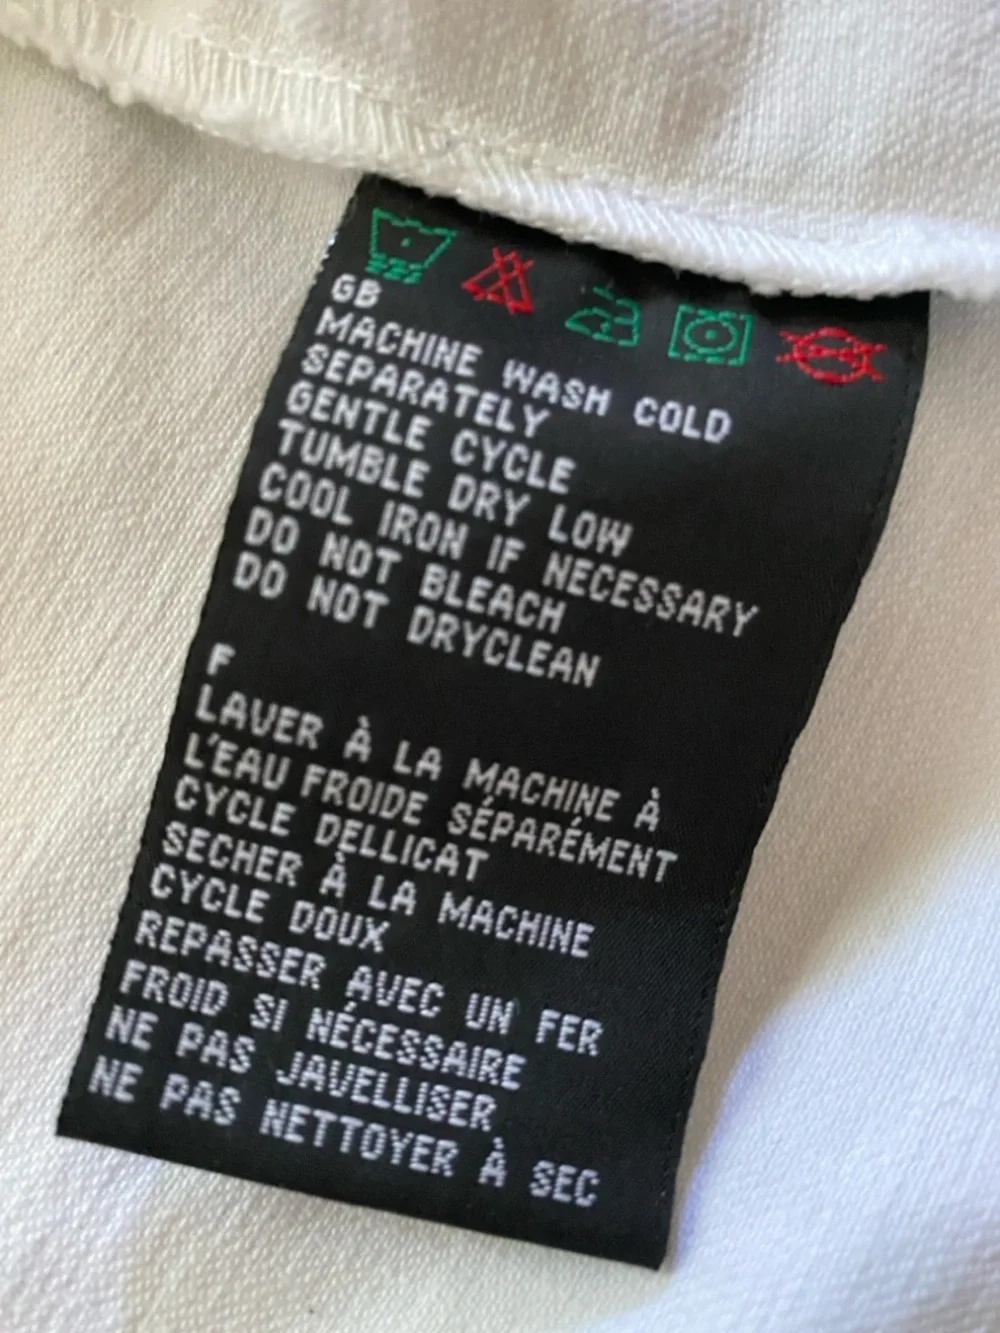 GB
MACHINE WASH COLD
SEPARATELY
GENTLE CYCLE
TUMBLE DRY LOW
COOL IRON IF NECESSARY
DO NOT BLEACH
DO NOT DRYCLEAN
F
LAVER À LA MACHINE À
L'EAU FROIDE SÉPARÉMENT
CYCLE DELLICAT
SECHER À LA MACHINE
CYCLE DOUX
REPASSER AVEC UN FER
FROID SI NÉCESSAIRE
NE PAS JAVELLISER
NE PAS NETTOYER À SEC